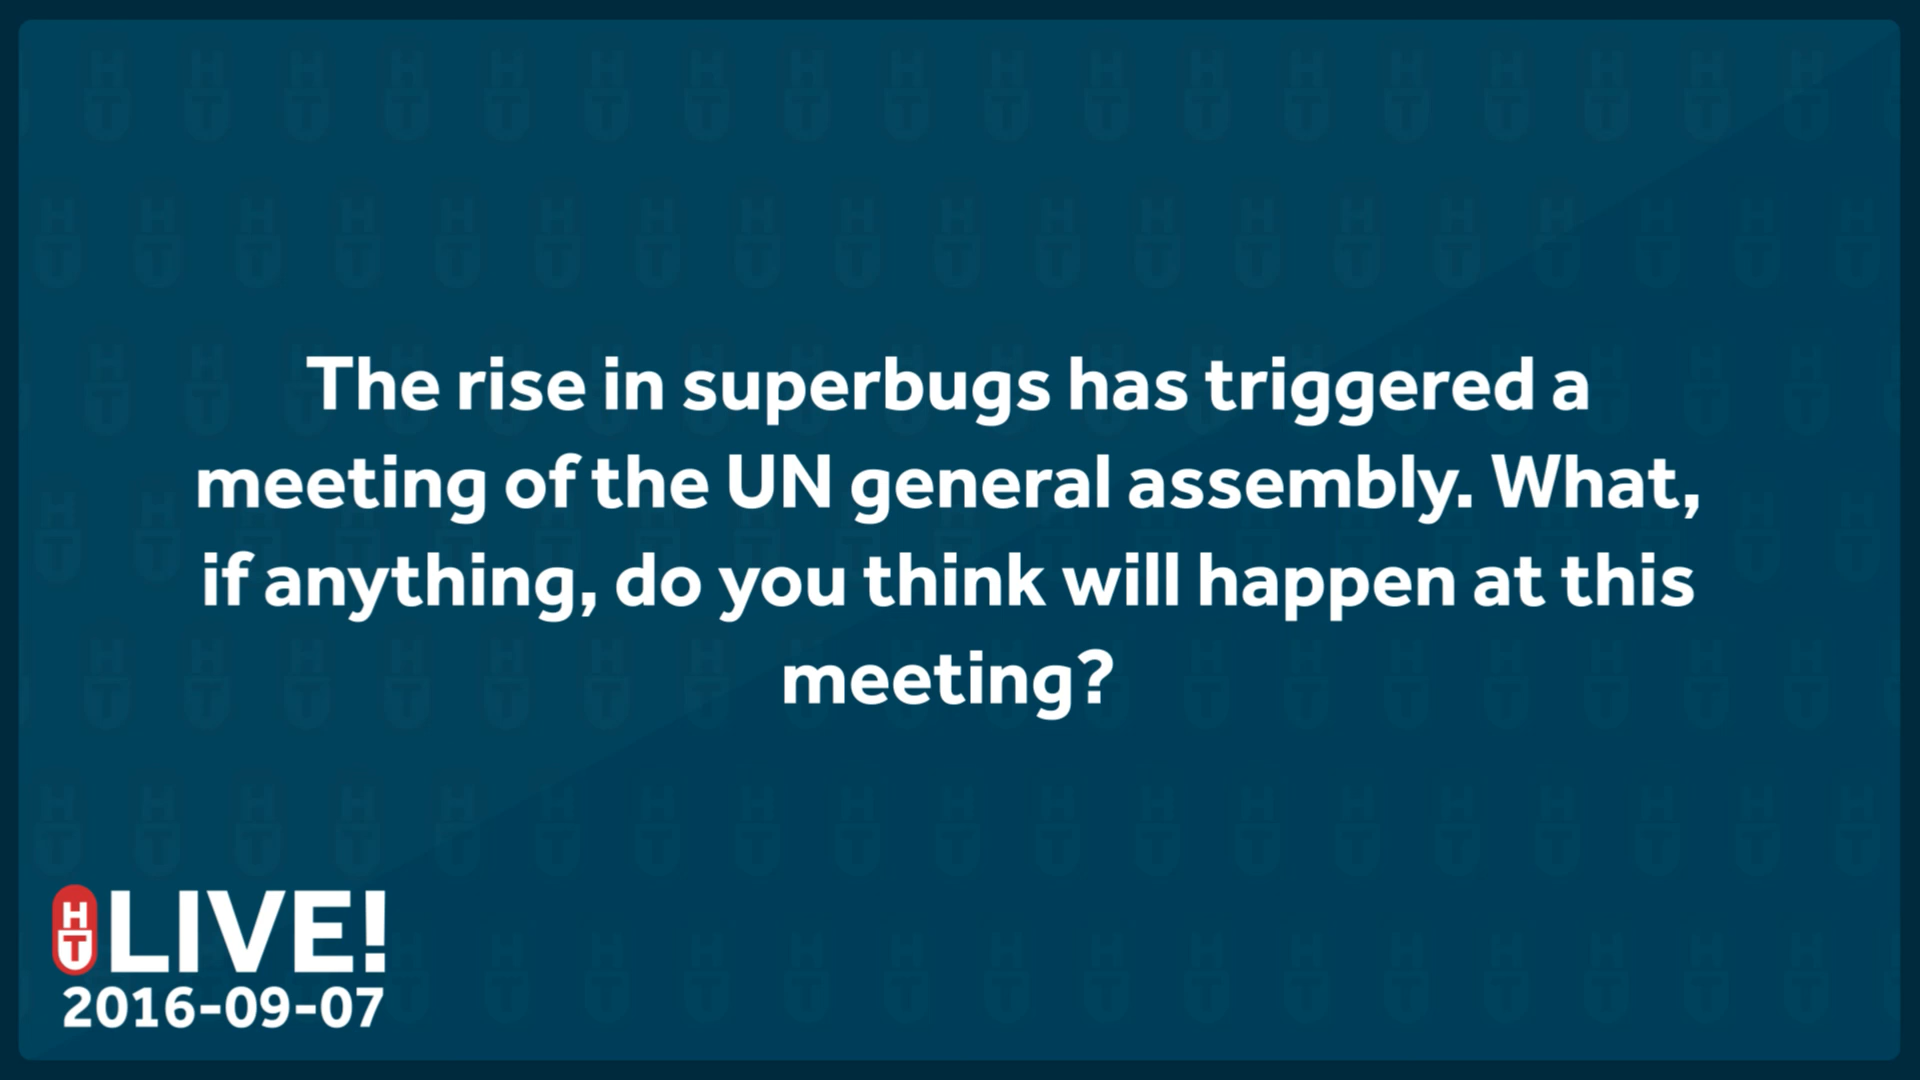 The rise in superbugs has triggered a
meeting of the UN general assembly. What,
if anything, do you think will happen at this
meeting?
HT LIVE!
2016-09-07